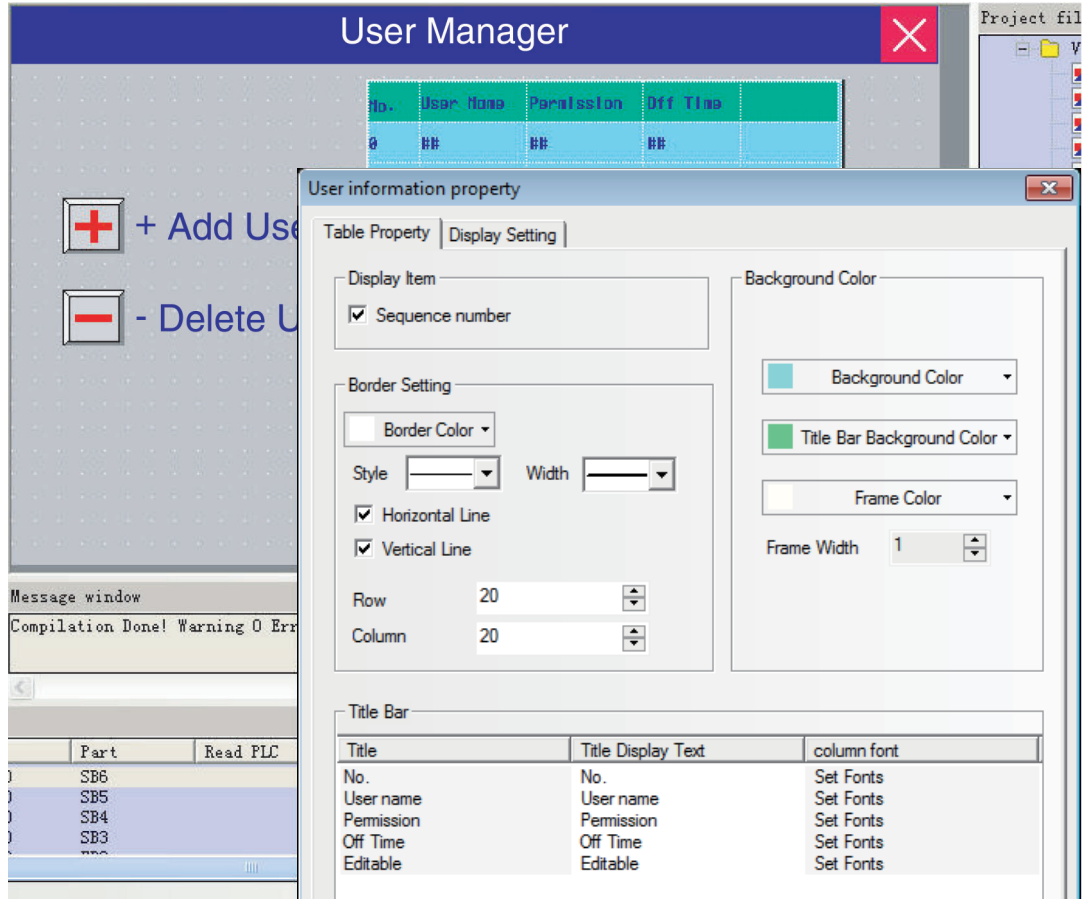 User Manager
Project fil
V
No. User Name Permission Off Time
0 ## ## ##
User information property
+ Add Use
Table Property Display Setting
- Delete U
Display Item
Sequence number
Background Color
Background Color
Title Bar Background Color
Frame Color
Frame Width 1
Border Setting
Border Color
Style Width
Horizontal Line
Vertical Line
Row 20
Column 20
Message window
Compilation Done! Warning 0 Err
Part Read PLC
SB6
SB5
SB4
SB3
Title Bar
Title Title Display Text column font
No. No. Set Fonts
User name User name Set Fonts
Permission Permission Set Fonts
Off Time Off Time Set Fonts
Editable Editable Set Fonts